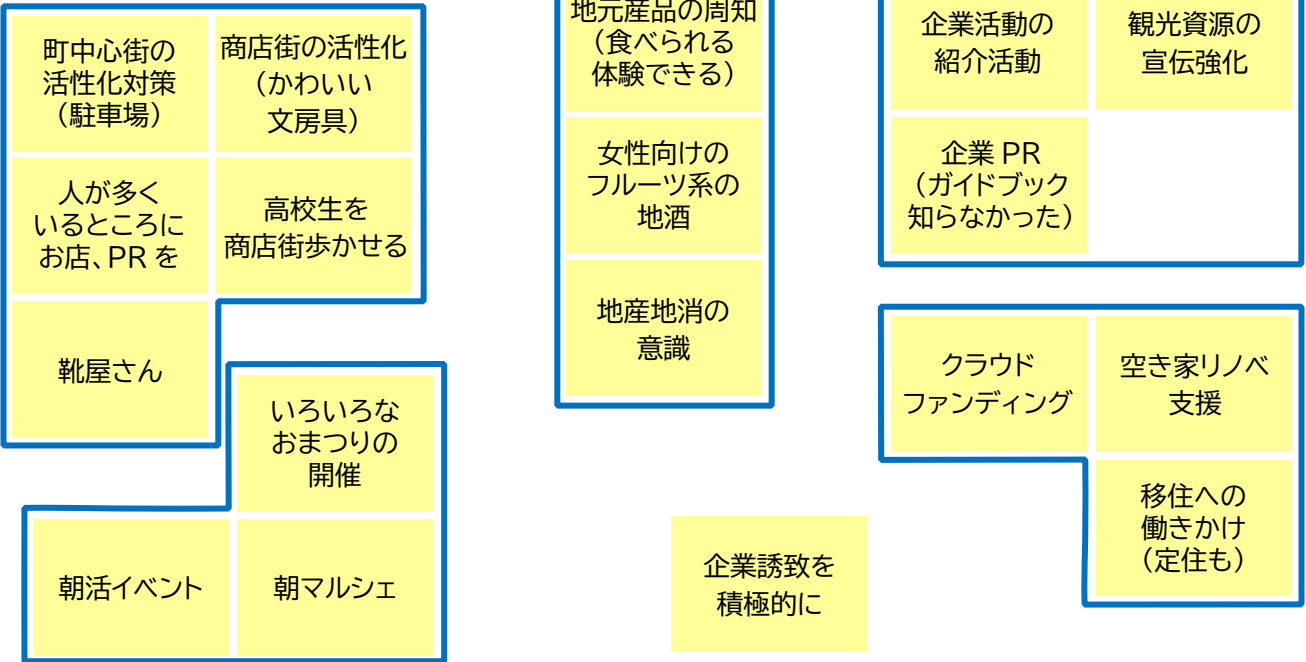 町中心街の
活性化対策
（駐車場）
商店街の活性化
（かわいい
文房具）
人が多く
いるところに
お店、PR を
高校生を
商店街歩かせる
靴屋さん
いろいろな
おまつりの
開催
朝活イベント
朝マルシェ
地元産品の周知
（食べられる
体験できる）
女性向けの
フルーツ系の
地酒
地産地消の
意識
企業誘致を
積極的に
企業活動の
紹介活動
観光資源の
宣伝強化
企業 PR
（ガイドブック
知らなかった）
クラウド
ファンディング
空き家リノベ
支援
移住への
働きかけ
（定住も）